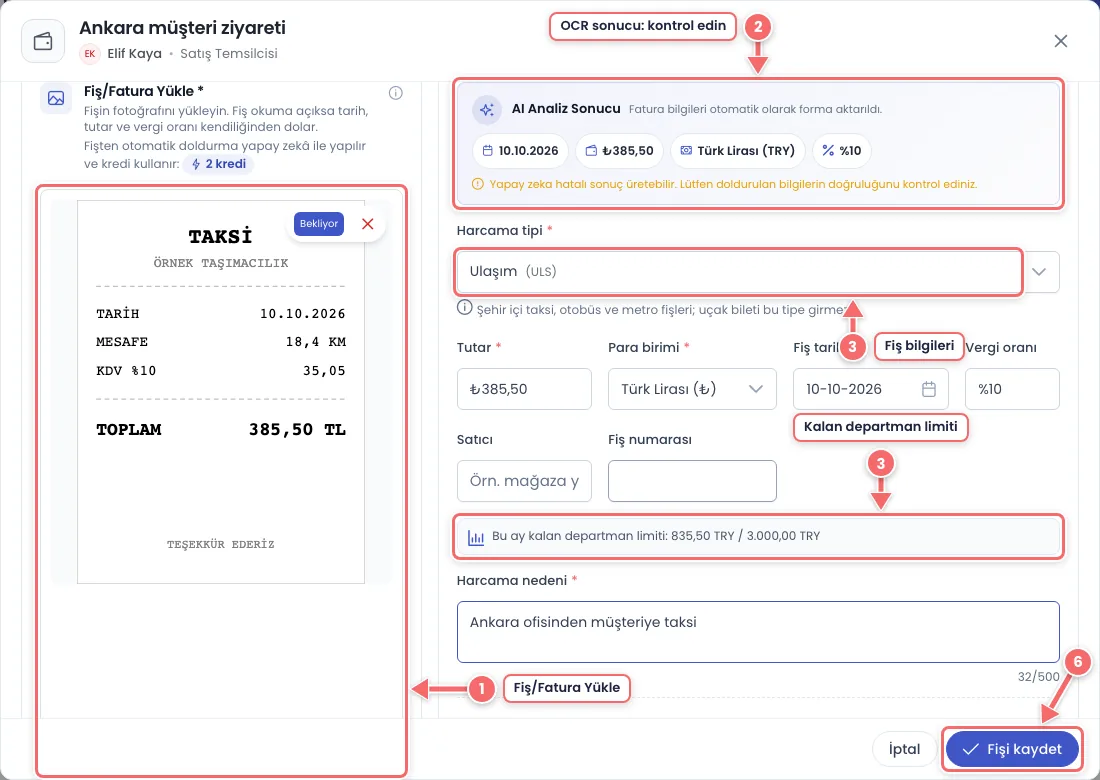 Ankara müşteri ziyareti
EK Elif Kaya • Satış Temsilcisi
OCR sonucu: kontrol edin 2
Fiş/Fatura Yükle *
Fişin fotoğrafını yükleyin. Fiş okuma açıksa tarih,
tutar ve vergi oranı kendiliğinden dolar.
Fişten otomatik doldurma yapay zekâ ile yapılır
ve kredi kullanır: 2 kredi
Bekliyor
TAKSİ
ÖRNEK TAŞIMACILIK
TARİH 10.10.2026
MESAFE 18,4 KM
KDV %10 35,05
TOPLAM 385,50 TL
TEŞEKKÜR EDERİZ
1 Fiş/Fatura Yükle
AI Analiz Sonucu Fatura bilgileri otomatik olarak forma aktarıldı.
10.10.2026 ₺385,50 Türk Lirası (TRY) %10
Yapay zeka hatalı sonuç üretebilir. Lütfen doldurulan bilgilerin doğruluğunu kontrol ediniz.
Harcama tipi *
Ulaşım (ULS)
Şehir içi taksi, otobüs ve metro fişleri; uçak bileti bu tipe girmez
3 Fiş bilgileri
Tutar * Para birimi * Fiş Vergi oranı
₺385,50 Türk Lirası (₺) 10-10-2026 %10
Kalan departman limiti
3
Satıcı Fiş numarası
Örn. mağaza y
Bu ay kalan departman limiti: 835,50 TRY / 3.000,00 TRY
Harcama nedeni *
Ankara ofisinden müşteriye taksi
32/500
6
İptal Fişi kaydet